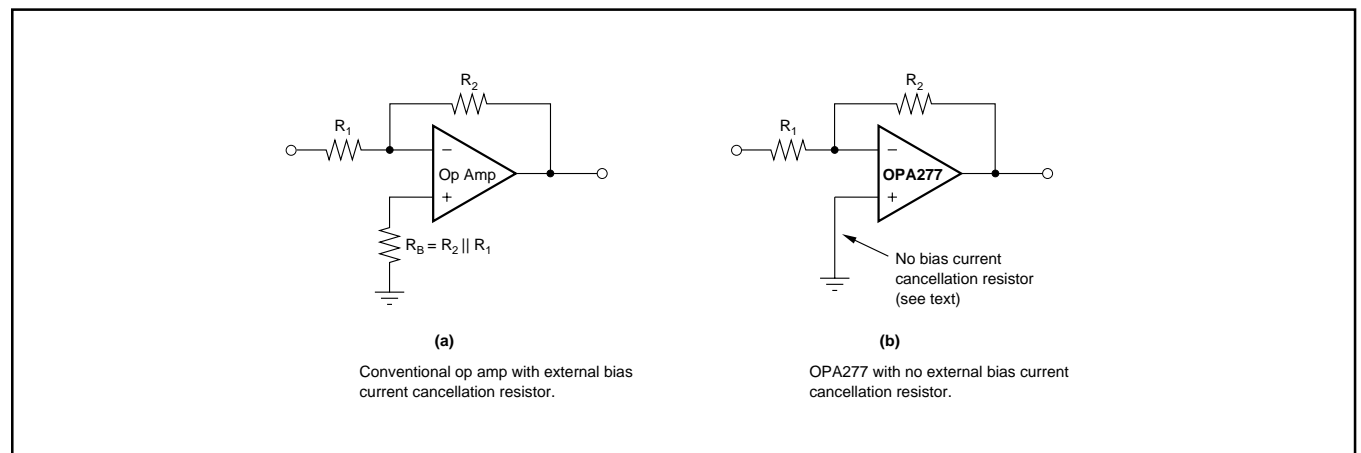 R2
R1
−
Op Amp
+
RB = R2 || R1
(a)
Conventional op amp with external bias
current cancellation resistor.
R2
R1
−
OPA277
+
No bias current
cancellation resistor
(see text)
(b)
OPA277 with no external bias current
cancellation resistor.